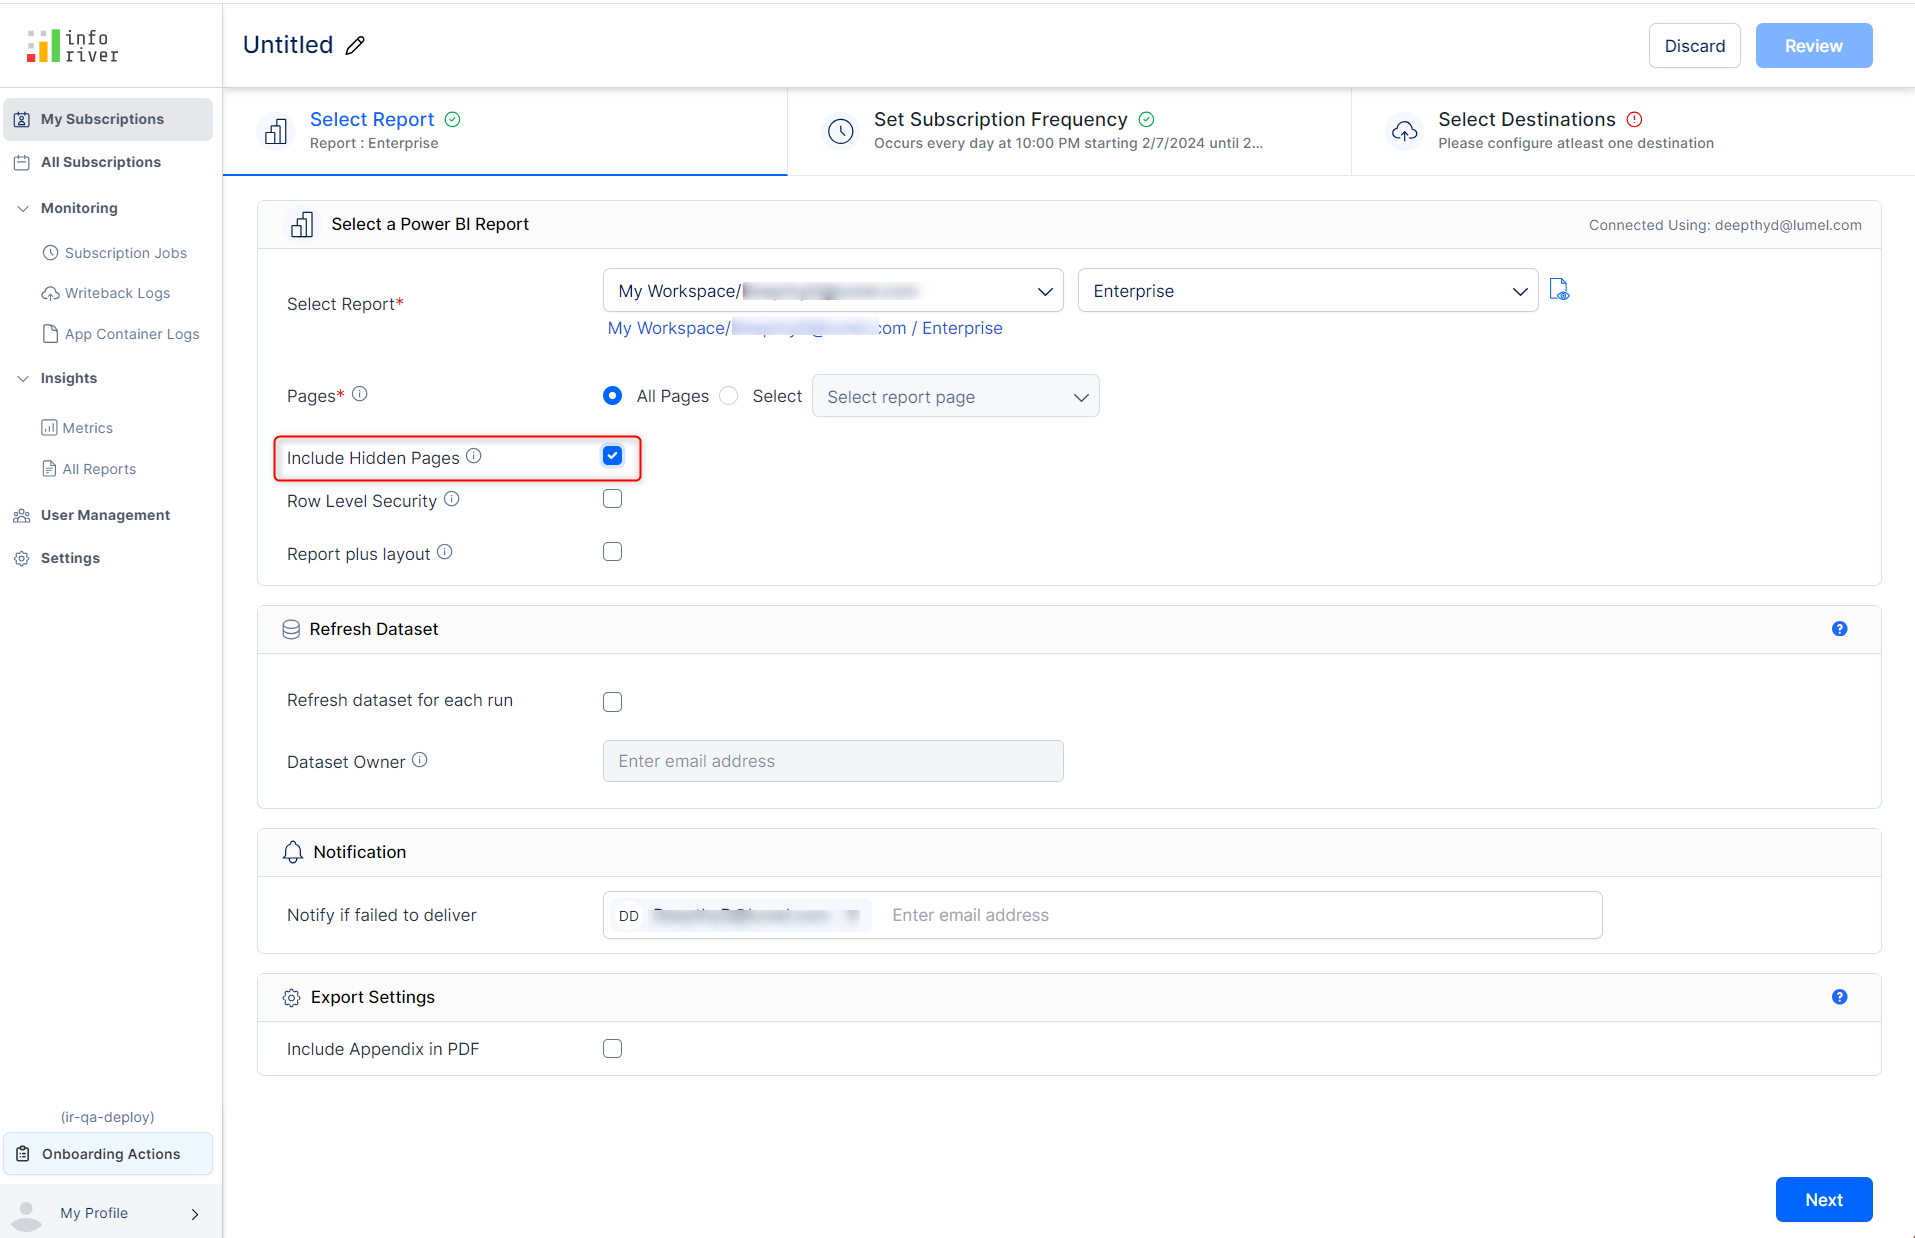 info
river
Untitled
Discard
Review
My Subscriptions
All Subscriptions
Monitoring
Subscription Jobs
Writeback Logs
App Container Logs
Insights
Metrics
All Reports
User Management
Settings
(ir-qa-deploy)
Onboarding Actions
My Profile
Select Report
Report : Enterprise
Set Subscription Frequency
Occurs every day at 10:00 PM starting 2/7/2024 until 2...
Select Destinations
Please configure atleast one destination
Select a Power BI Report
Connected Using: deepthyd@lumel.com
Select Report*
My Workspace/
Enterprise
My Workspace/ com / Enterprise
Pages*
All Pages
Select
Select report page
Include Hidden Pages
Row Level Security
Report plus layout
Refresh Dataset
?
Refresh dataset for each run
Dataset Owner
Enter email address
Notification
Notify if failed to deliver
DD
Enter email address
Export Settings
?
Include Appendix in PDF
Next